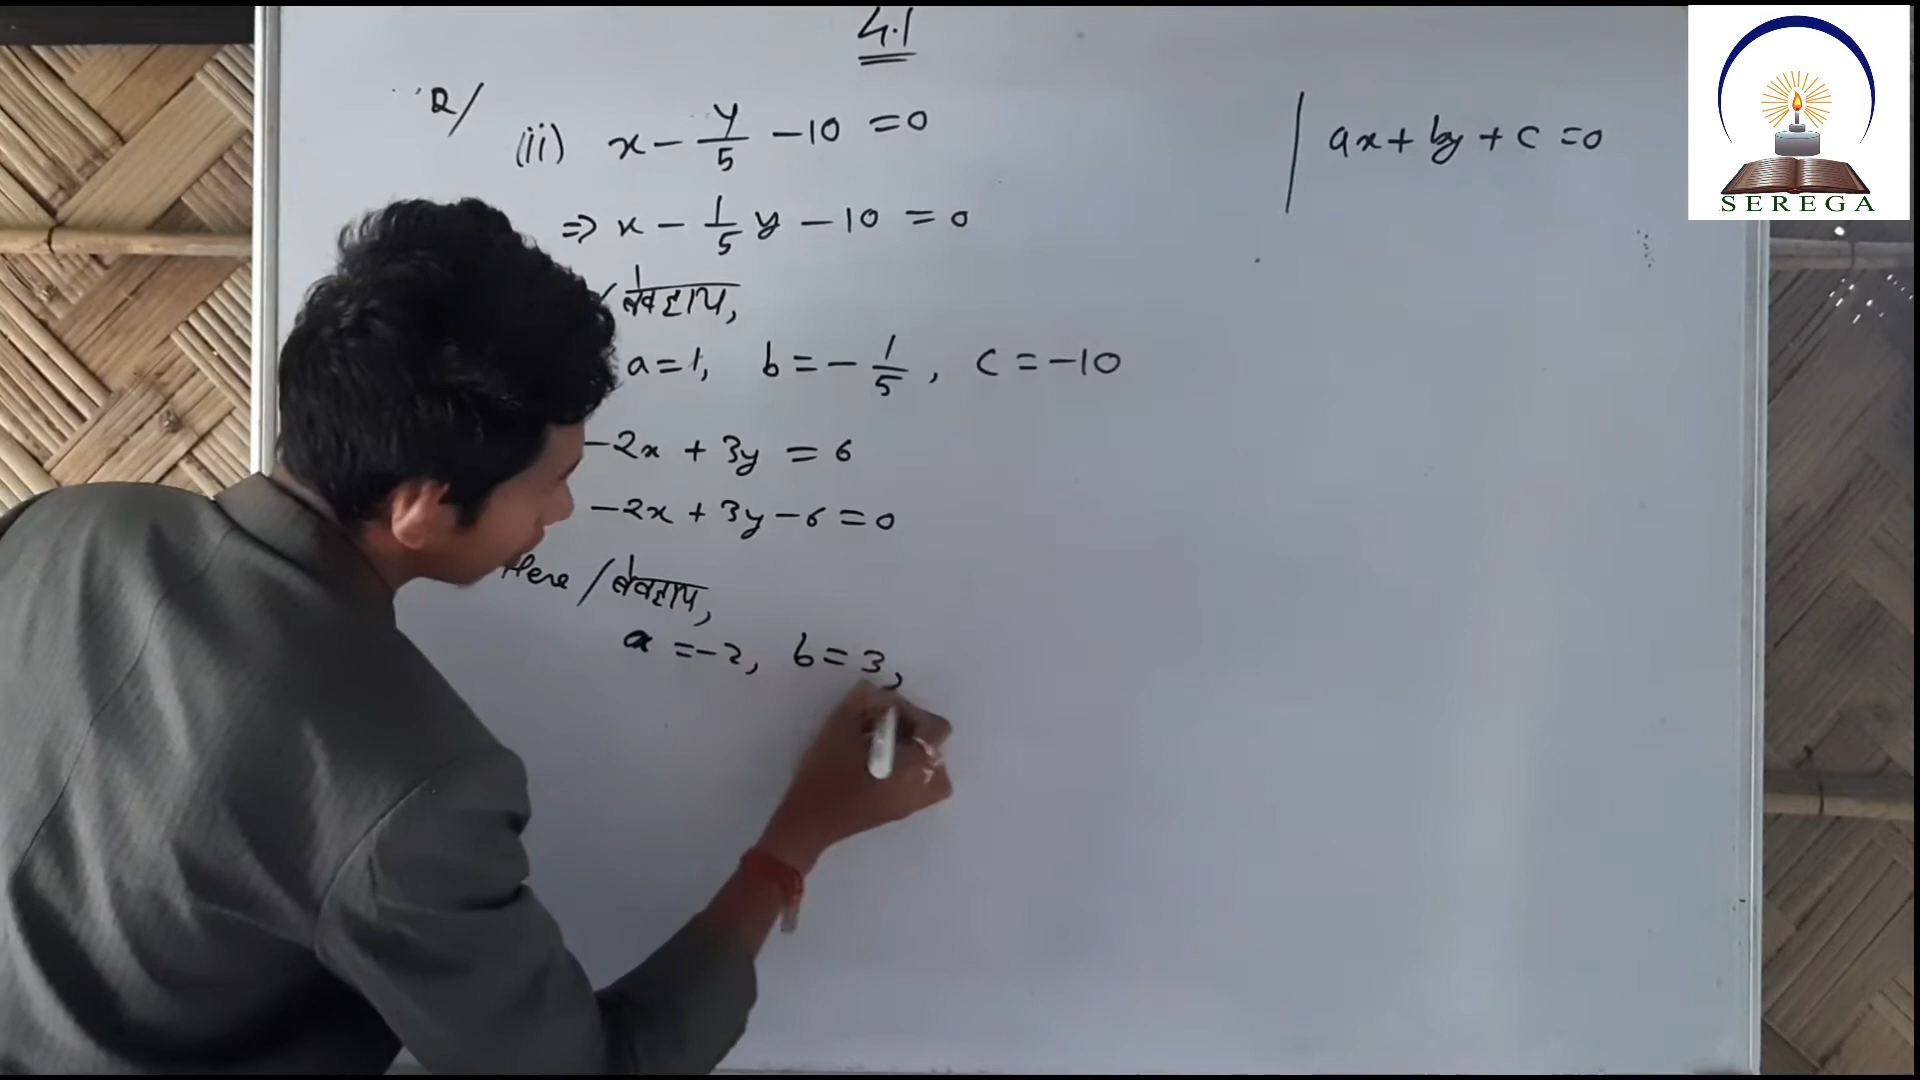 4.1
Q/
(ii) x - y/5 - 10 = 0
ax + by + c = 0
SEREGA
⇒ x - 1/5 y - 10 = 0
/ बेवहाय,
a = 1, b = - 1/5, c = -10
-2x + 3y = 6
-2x + 3y - 6 = 0
Here / बेवहाय,
a = -2, b = 3,